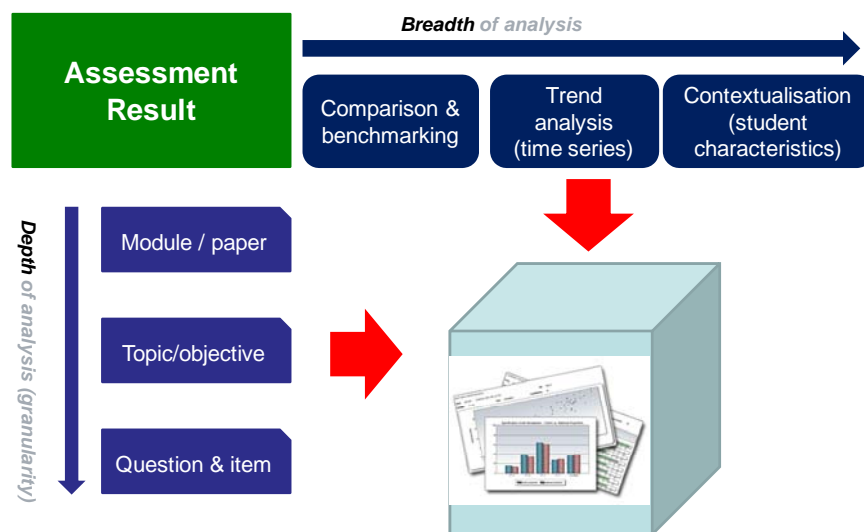 Breadth of analysis
Assessment
Result
Comparison &
benchmarking
Trend
analysis
(time series)
Contextualisation
(student
characteristics)
Depth of analysis (granularity)
Module / paper
Topic/objective
Question & item